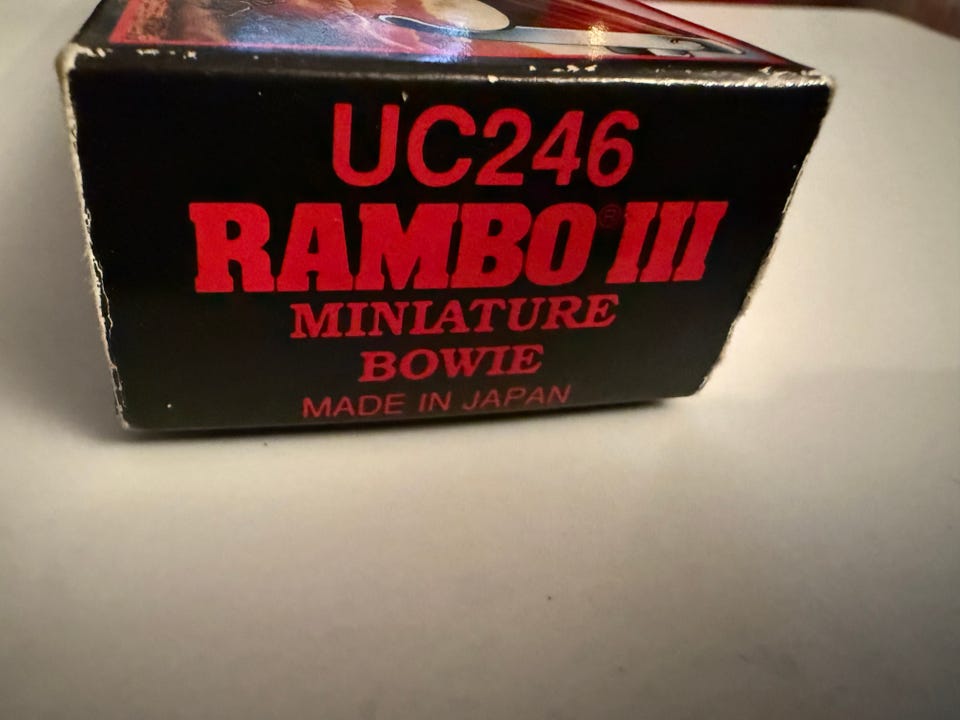 UC246
RAMBO® III
MINIATURE
BOWIE
MADE IN JAPAN